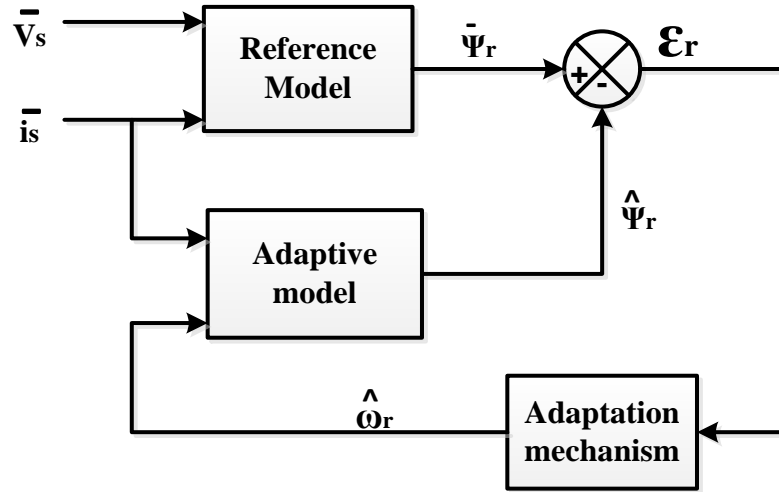 V̄s
Reference
Model
Ψ̄r
+
-
εr
īs
Ψ̂r
Adaptive
model
ω̂r
Adaptation
mechanism